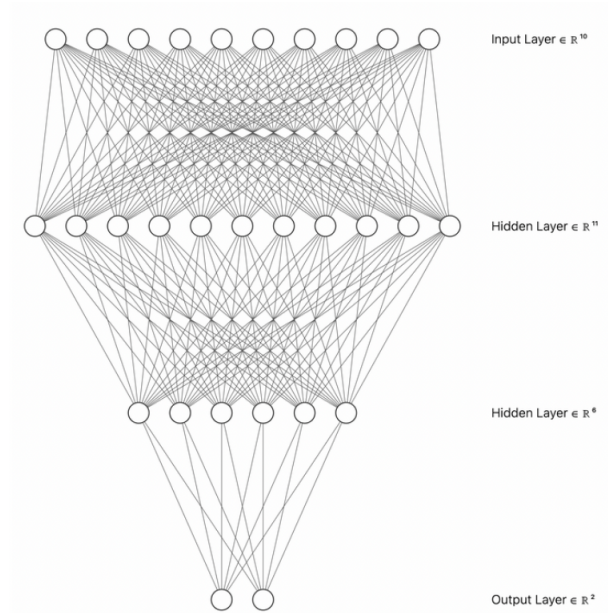 Input Layer ∈ ℝ¹⁰
Hidden Layer ∈ ℝ¹¹
Hidden Layer ∈ ℝ⁶
Output Layer ∈ ℝ²